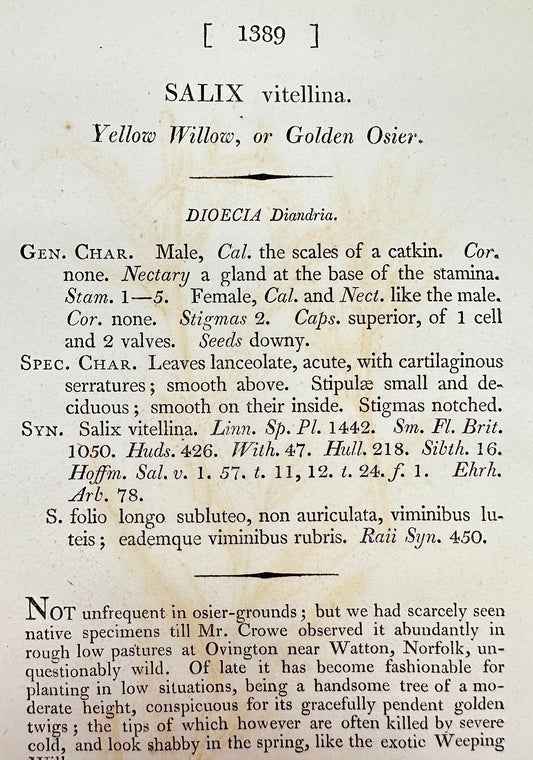 [ 1389 ]
SALIX vitellina.
Yellow Willow, or Golden Osier.
DIOECIA Diandria.
GEN. CHAR. Male, Cal. the scales of a catkin. Cor.
none. Nectary a gland at the base of the stamina.
Stam. 1—5. Female, Cal. and Nect. like the male.
Cor. none. Stigmas 2. Caps. superior, of 1 cell
and 2 valves. Seeds downy.
SPEC. CHAR. Leaves lanceolate, acute, with cartilaginous
serratures; smooth above. Stipulæ small and de-
ciduous; smooth on their inside. Stigmas notched.
SYN. Salix vitellina. Linn. Sp. Pl. 1442. Sm. Fl. Brit.
1050. Huds. 426. With. 47. Hull. 218. Sibth. 16.
Hoffm. Sal. v. 1. 57. t. 11, 12. t. 24. f. 1. Ehrh.
Arb. 78.
S. folio longo subluteo, non auriculata, viminibus lu-
teis; eademque viminibus rubris. Raii Syn. 450.
NOT unfrequent in osier-grounds; but we had scarcely seen
native specimens till Mr. Crowe observed it abundantly in
rough low pastures at Ovington near Watton, Norfolk, un-
questionably wild. Of late it has become fashionable for
planting in low situations, being a handsome tree of a mo-
derate height, conspicuous for its gracefully pendent golden
twigs; the tips of which however are often killed by severe
cold, and look shabby in the spring, like the exotic Weeping